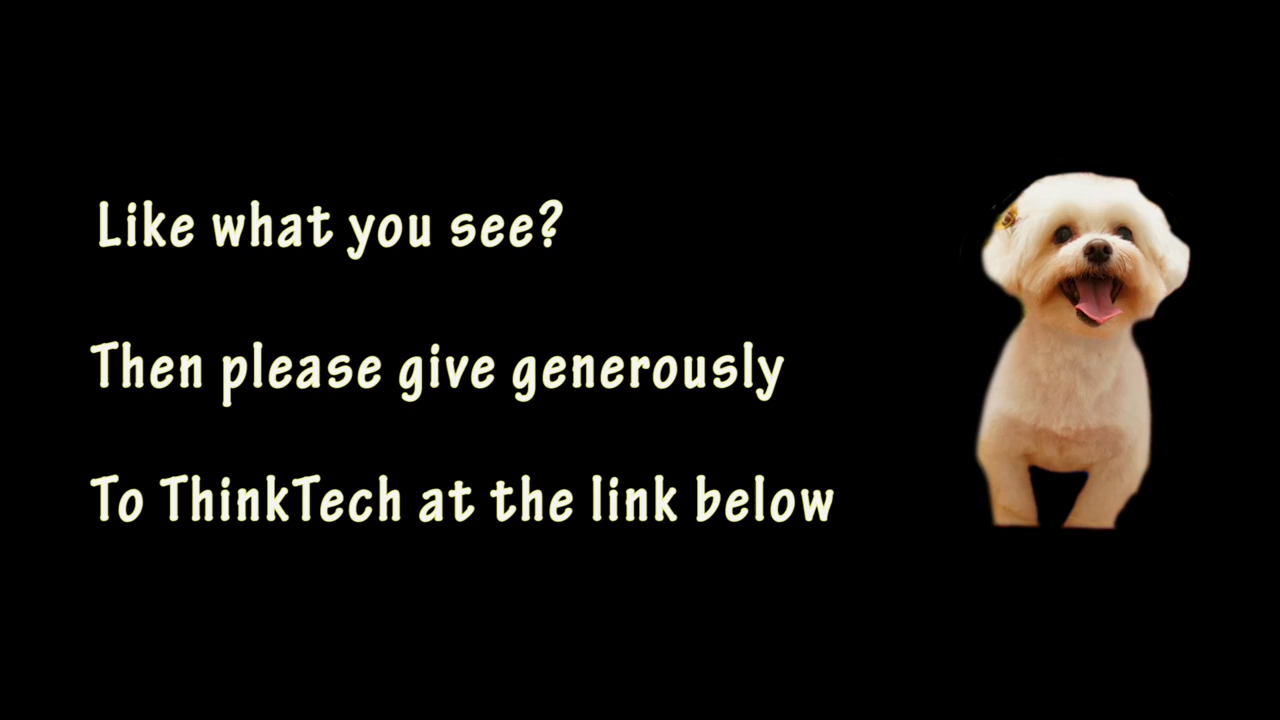 Like what you see?
Then please give generously
To ThinkTech at the link below